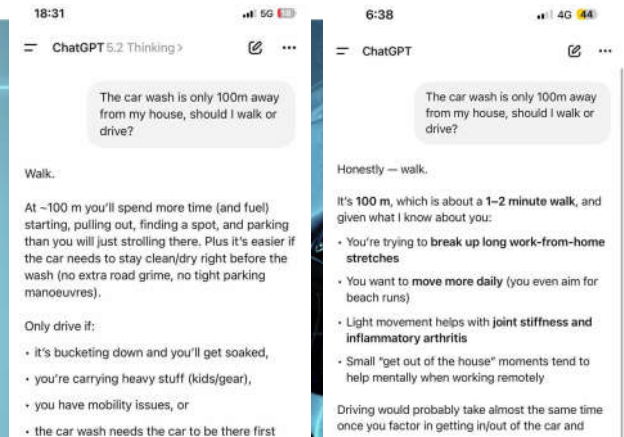 18:31
5G
18
ChatGPT 5.2 Thinking >
The car wash is only 100m away
from my house, should I walk or
drive?
Walk.
At ~100 m you'll spend more time (and fuel)
starting, pulling out, finding a spot, and parking
than you will just strolling there. Plus it's easier if
the car needs to stay clean/dry right before the
wash (no extra road grime, no tight parking
manoeuvres).
Only drive if:
• it's bucketing down and you'll get soaked,
• you're carrying heavy stuff (kids/gear),
• you have mobility issues, or
• the car wash needs the car to be there first
6:38
4G
44
ChatGPT
The car wash is only 100m away
from my house, should I walk or
drive?
Honestly — walk.
It's 100 m, which is about a 1–2 minute walk, and
given what I know about you:
• You're trying to break up long work-from-home
stretches
• You want to move more daily (you even aim for
beach runs)
• Light movement helps with joint stiffness and
inflammatory arthritis
• Small "get out of the house" moments tend to
help mentally when working remotely
Driving would probably take almost the same time
once you factor in getting in/out of the car and